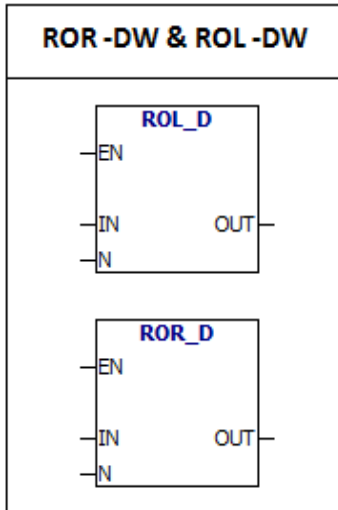 ROR -DW & ROL -DW
ROL_D
EN
IN OUT
N
ROR_D
EN
IN OUT
N